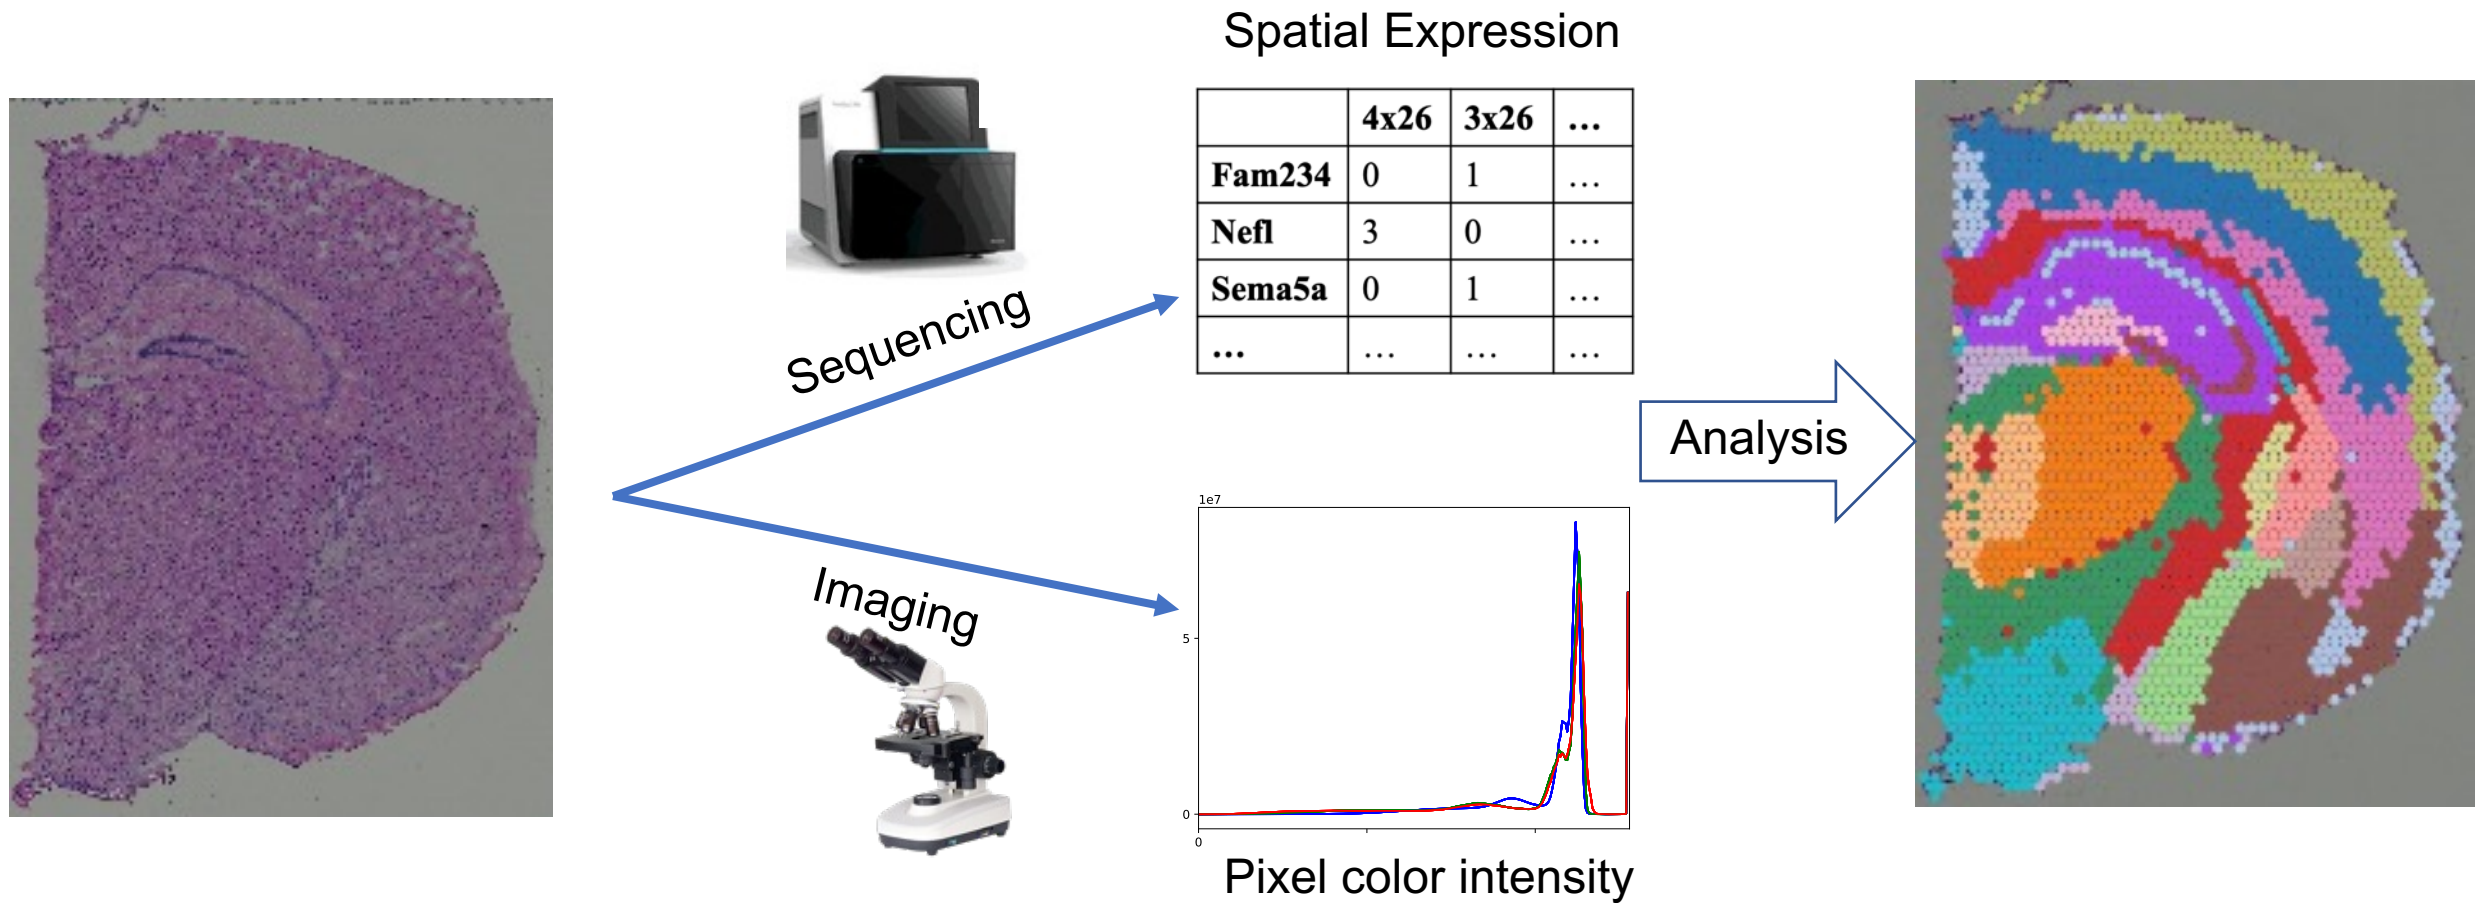 Spatial Expression
4x26 3x26 ...
Fam234 0 1 ...
Nefl 3 0 ...
Sema5a 0 1 ...
... ... ... ...
Sequencing
Analysis
Imaging
1e7
5
0
0
Pixel color intensity